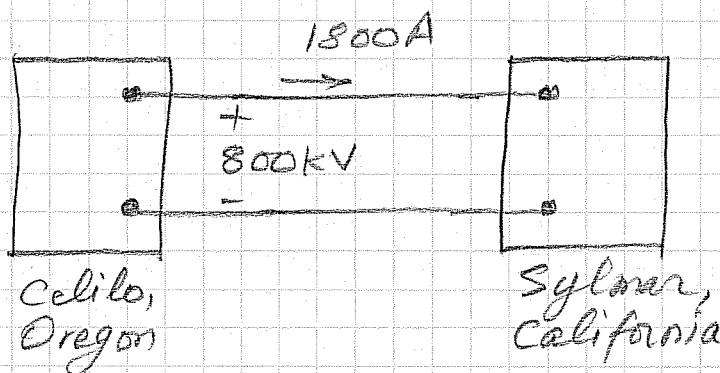 1800A
+
800kV
-
Celilo,
Oregon
Sylmar,
California